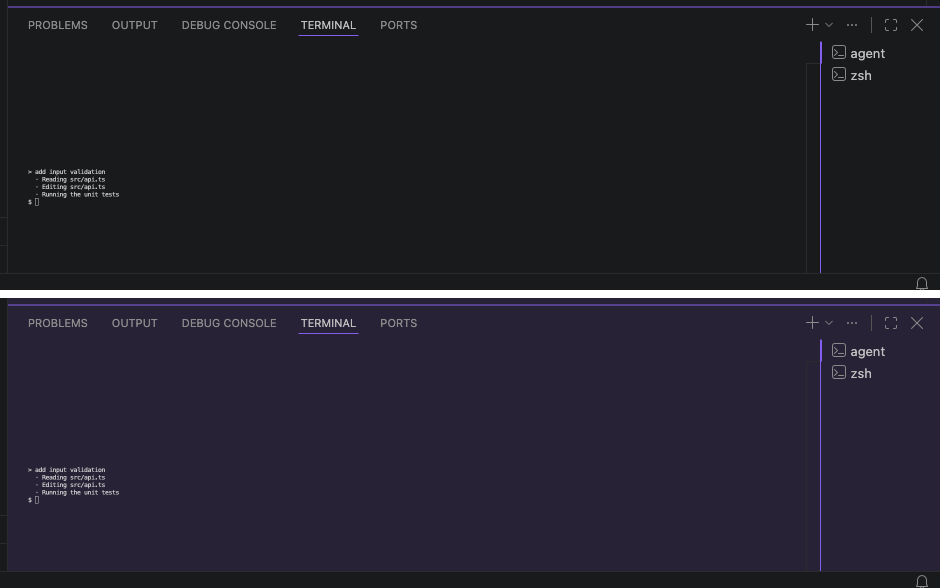 PROBLEMS OUTPUT DEBUG CONSOLE TERMINAL PORTS
agent
zsh
> add input validation
- Reading src/api.ts
- Editing src/api.ts
- Running the unit tests
$
PROBLEMS OUTPUT DEBUG CONSOLE TERMINAL PORTS
agent
zsh
> add input validation
- Reading src/api.ts
- Editing src/api.ts
- Running the unit tests
$